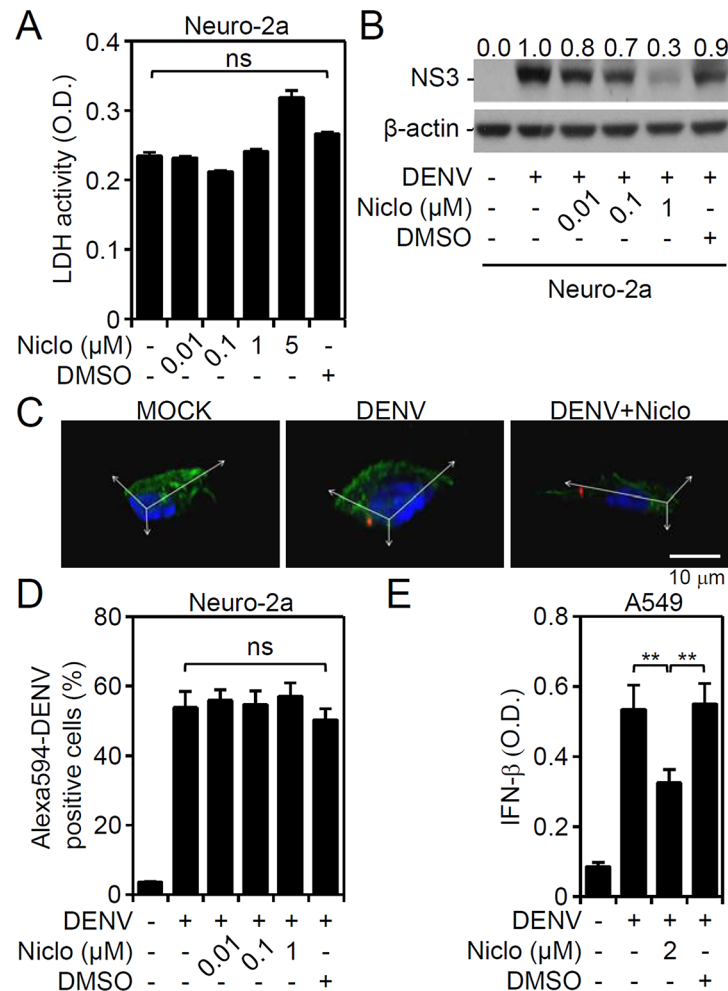 A
Neuro-2a
LDH activity (O.D.)
0.4
0.3
0.2
0.1
0
ns
Niclo (µM) - 0.01 0.1 1 5 -
DMSO - - - - - +
B
0.0 1.0 0.8 0.7 0.3 0.9
NS3 -
β-actin -
DENV - + + + + +
Niclo (µM) - - 0.01 0.1 1 -
DMSO - - - - - +
Neuro-2a
C
MOCK DENV DENV+Niclo
10 µm
D
Neuro-2a
Alexa594-DENV
positive cells (%)
80
60
40
20
0
ns
DENV - + + + + +
Niclo (µM) - - 0.01 0.1 1 -
DMSO - - - - - +
E
A549
IFN-β (O.D.)
0.8
0.6
0.4
0.2
0
** **
DENV - + + +
Niclo (µM) - - 2 -
DMSO - - - +